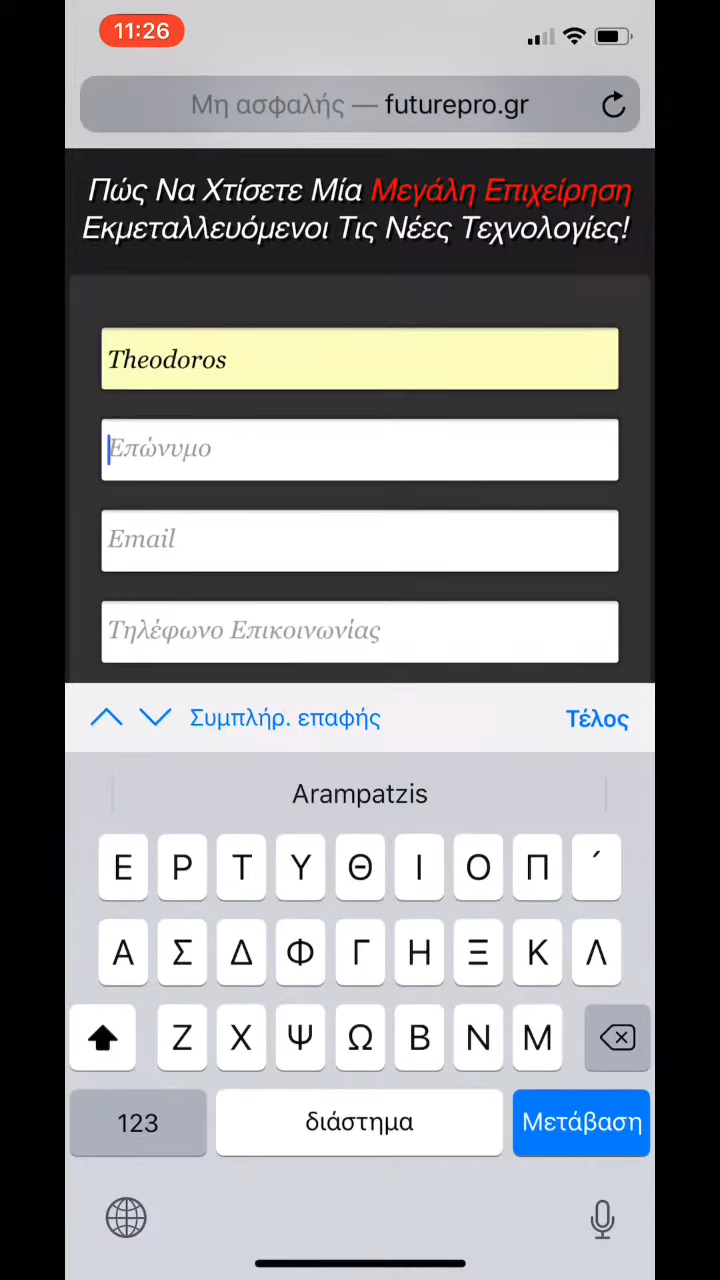 11:26
Μη ασφαλής — futurepro.gr
Πώς Να Χτίσετε Μία Μεγάλη Επιχείρηση
Εκμεταλλευόμενοι Τις Νέες Τεχνολογίες!
Theodoros
Επώνυμο
Email
Τηλέφωνο Επικοινωνίας
Συμπλήρ. επαφής Τέλος
Arampatzis
Ε Ρ Τ Υ Θ Ι Ο Π ´
Α Σ Δ Φ Γ Η Ξ Κ Λ
Ζ Χ Ψ Ω Β Ν Μ
123 διάστημα Μετάβαση